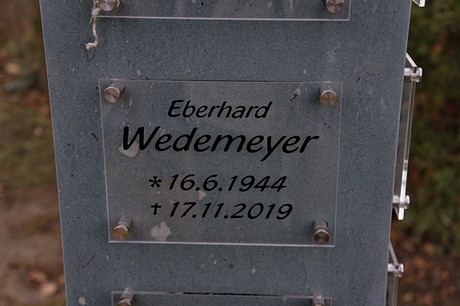 Eberhard
Wedemeyer
* 16.6.1944
† 17.11.2019